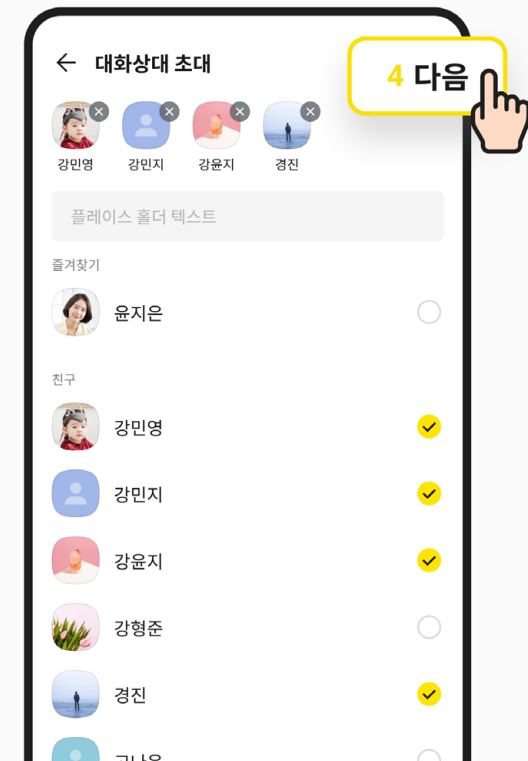 대화상대 초대
4 다음
강민영 강민지 강윤지 경진
플레이스 홀더 텍스트
즐겨찾기
윤지은
친구
강민영
강민지
강윤지
강형준
경진